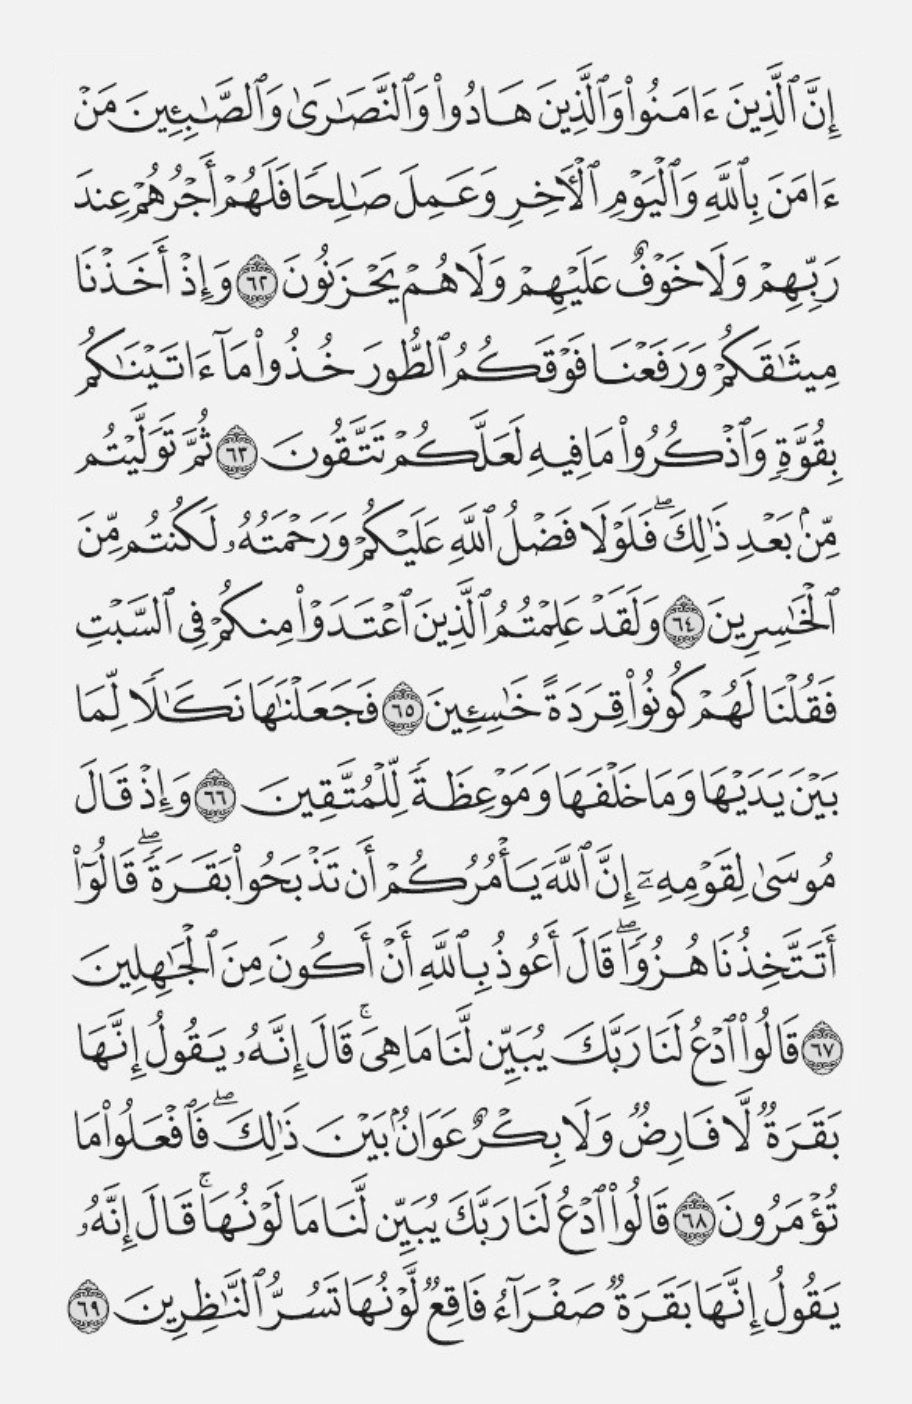 إِنَّ ٱلَّذِينَ ءَامَنُوا۟ وَٱلَّذِينَ هَادُوا۟ وَٱلنَّصَـٰرَىٰ وَٱلصَّـٰبِـِٔينَ مَنْ
ءَامَنَ بِٱللَّهِ وَٱلْيَوْمِ ٱلْـَٔاخِرِ وَعَمِلَ صَـٰلِحًا فَلَهُمْ أَجْرُهُمْ عِندَ
رَبِّهِمْ وَلَا خَوْفٌ عَلَيْهِمْ وَلَا هُمْ يَحْزَنُونَ ٦٢ وَإِذْ أَخَذْنَا
مِيثَـٰقَكُمْ وَرَفَعْنَا فَوْقَكُمُ ٱلطُّورَ خُذُوا۟ مَآ ءَاتَيْنَـٰكُم
بِقُوَّةٍ وَٱذْكُرُوا۟ مَا فِيهِ لَعَلَّكُمْ تَتَّقُونَ ٦٣ ثُمَّ تَوَلَّيْتُم
مِّنۢ بَعْدِ ذَٰلِكَ ۖ فَلَوْلَا فَضْلُ ٱللَّهِ عَلَيْكُمْ وَرَحْمَتُهُۥ لَكُنتُم مِّنَ
ٱلْخَـٰسِرِينَ ٦٤ وَلَقَدْ عَلِمْتُمُ ٱلَّذِينَ ٱعْتَدَوْا۟ مِنكُمْ فِى ٱلسَّبْتِ
فَقُلْنَا لَهُمْ كُونُوا۟ قِرَدَةً خَـٰسِـِٔينَ ٦٥ فَجَعَلْنَـٰهَا نَكَـٰلًا لِّمَا
بَيْنَ يَدَيْهَا وَمَا خَلْفَهَا وَمَوْعِظَةً لِّلْمُتَّقِينَ ٦٦ وَإِذْ قَالَ
مُوسَىٰ لِقَوْمِهِۦٓ إِنَّ ٱللَّهَ يَأْمُرُكُمْ أَن تَذْبَحُوا۟ بَقَرَةً ۖ قَالُوٓا۟
أَتَتَّخِذُنَا هُزُوًا ۖ قَالَ أَعُوذُ بِٱللَّهِ أَنْ أَكُونَ مِنَ ٱلْجَـٰهِلِينَ
٦٧ قَالُوا۟ ٱدْعُ لَنَا رَبَّكَ يُبَيِّن لَّنَا مَا هِىَ ۚ قَالَ إِنَّهُۥ يَقُولُ إِنَّهَا
بَقَرَةٌ لَّا فَارِضٌ وَلَا بِكْرٌ عَوَانٌۢ بَيْنَ ذَٰلِكَ ۖ فَٱفْعَلُوا۟ مَا
تُؤْمَرُونَ ٦٨ قَالُوا۟ ٱدْعُ لَنَا رَبَّكَ يُبَيِّن لَّنَا مَا لَوْنُهَا ۚ قَالَ إِنَّهُۥ
يَقُولُ إِنَّهَا بَقَرَةٌ صَفْرَآءُ فَاقِعٌ لَّوْنُهَا تَسُرُّ ٱلنَّـٰظِرِينَ ٦٩